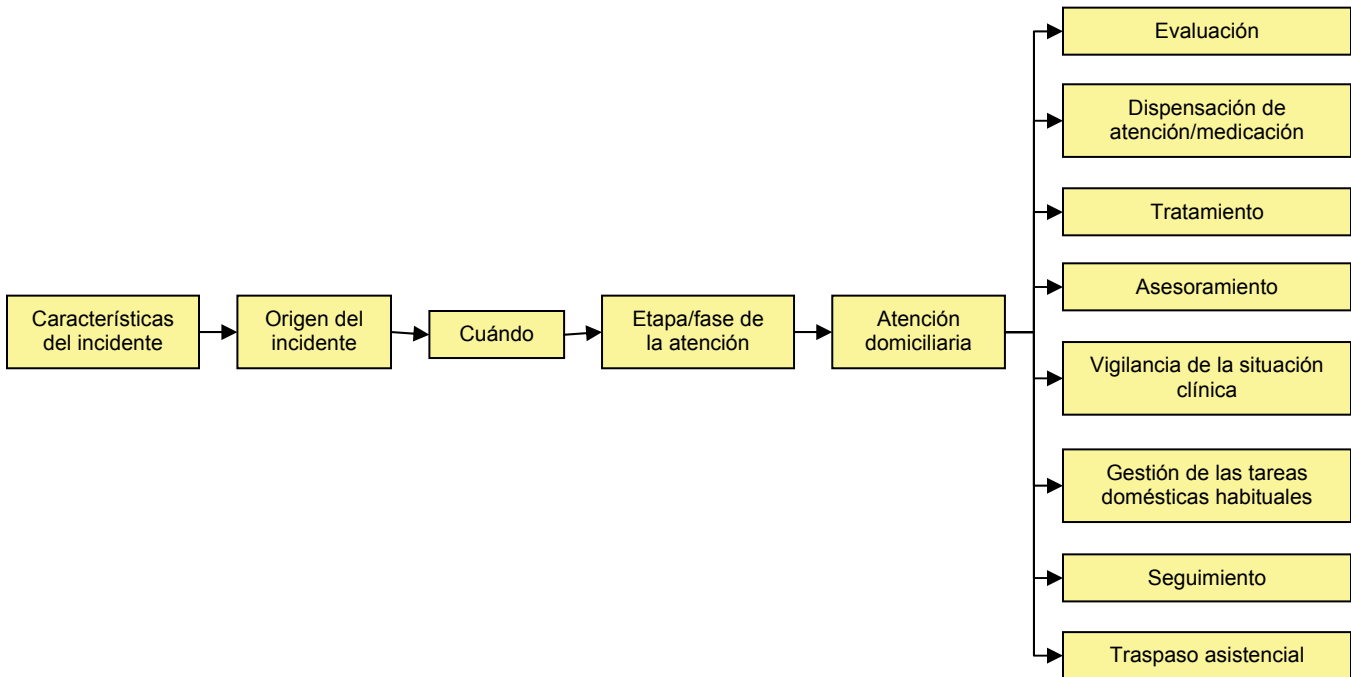 Evaluación
Dispensación de
atención/medicación
Tratamiento
Asesoramiento
Características
del incidente
Origen del
incidente
Cuándo
Etapa/fase de
la atención
Atención
domiciliaria
Vigilancia de la situación
clínica
Gestión de las tareas
domésticas habituales
Seguimiento
Traspaso asistencial